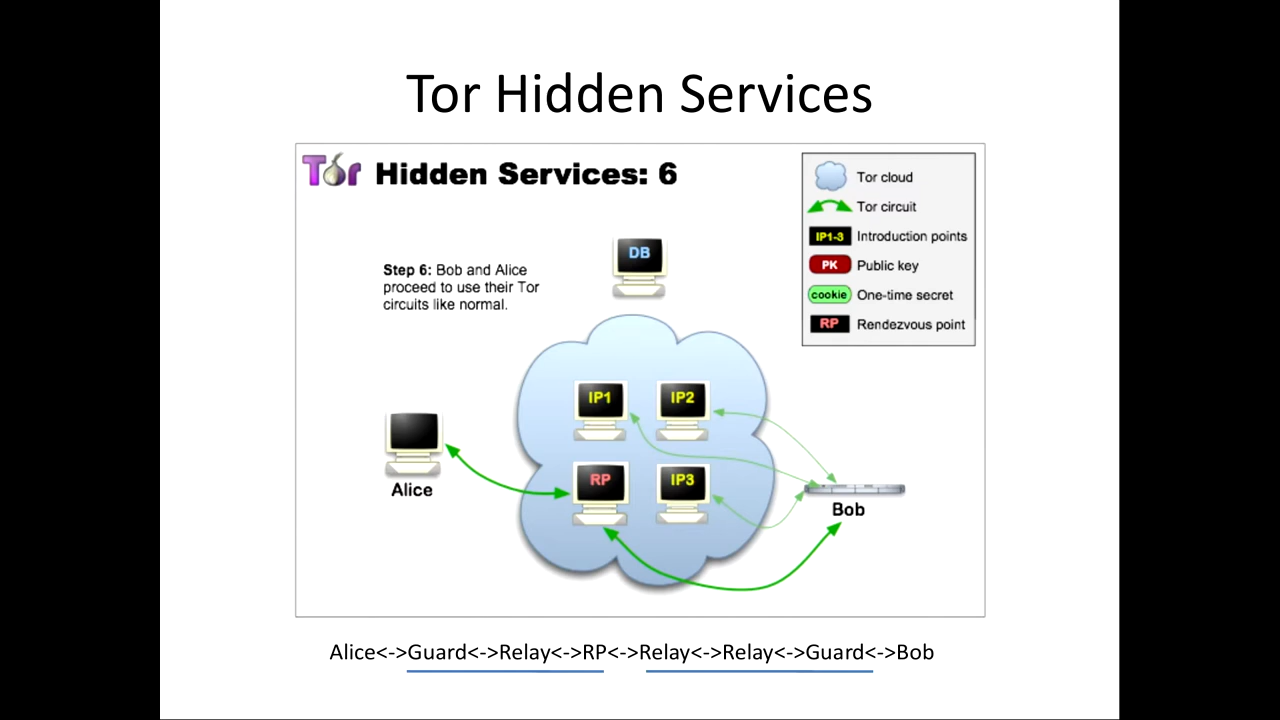 Tor Hidden Services
Tor Hidden Services: 6
Tor cloud
Tor circuit
IP1-3 Introduction points
PK Public key
cookie One-time secret
RP Rendezvous point
DB
Step 6: Bob and Alice
proceed to use their Tor
circuits like normal.
IP1 IP2
RP IP3
Alice
Bob
Alice<->Guard<->Relay<->RP<->Relay<->Relay<->Guard<->Bob